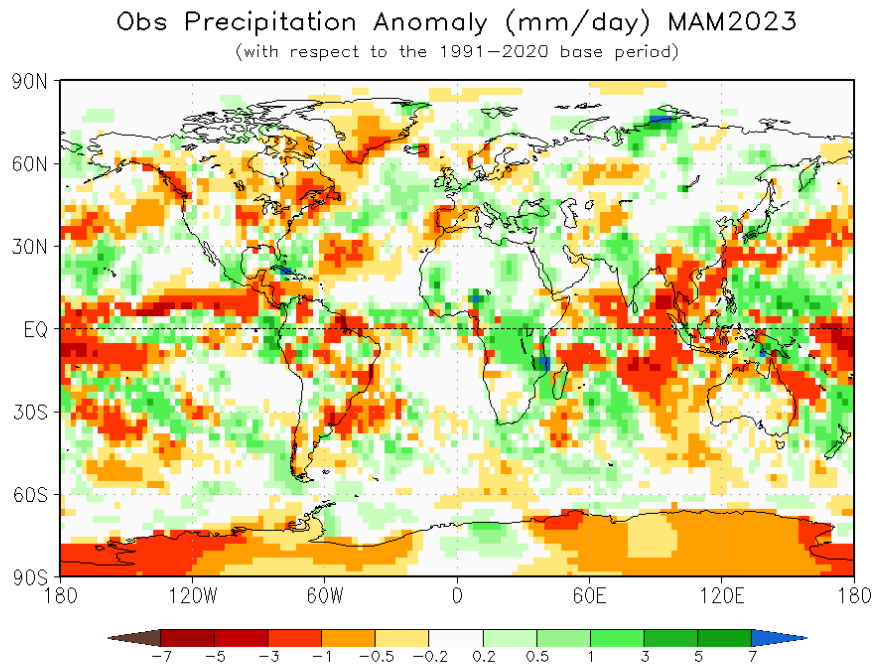 Obs Precipitation Anomaly (mm/day) MAM2023
(with respect to the 1991−2020 base period)
90N
60N
30N
EQ
30S
60S
90S
180 120W 60W 0 60E 120E 180
−7 −5 −3 −1 −0.5 −0.2 0.2 0.5 1 3 5 7